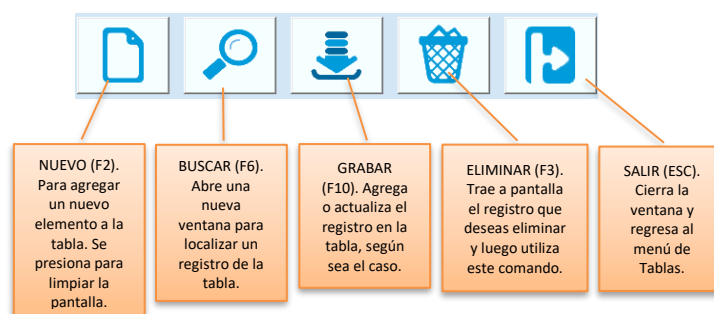 NUEVO (F2).
Para agregar
un nuevo
elemento a la
tabla. Se
presiona para
limpiar la
pantalla.
BUSCAR (F6).
Abre una
nueva
ventana para
localizar un
registro de la
tabla.
GRABAR
(F10). Agrega
o actualiza el
registro en la
tabla, según
sea el caso.
ELIMINAR (F3).
Trae a pantalla
el registro que
deseas eliminar
y luego utiliza
este comando.
SALIR (ESC).
Cierra la
ventana y
regresa al
menú de
Tablas.